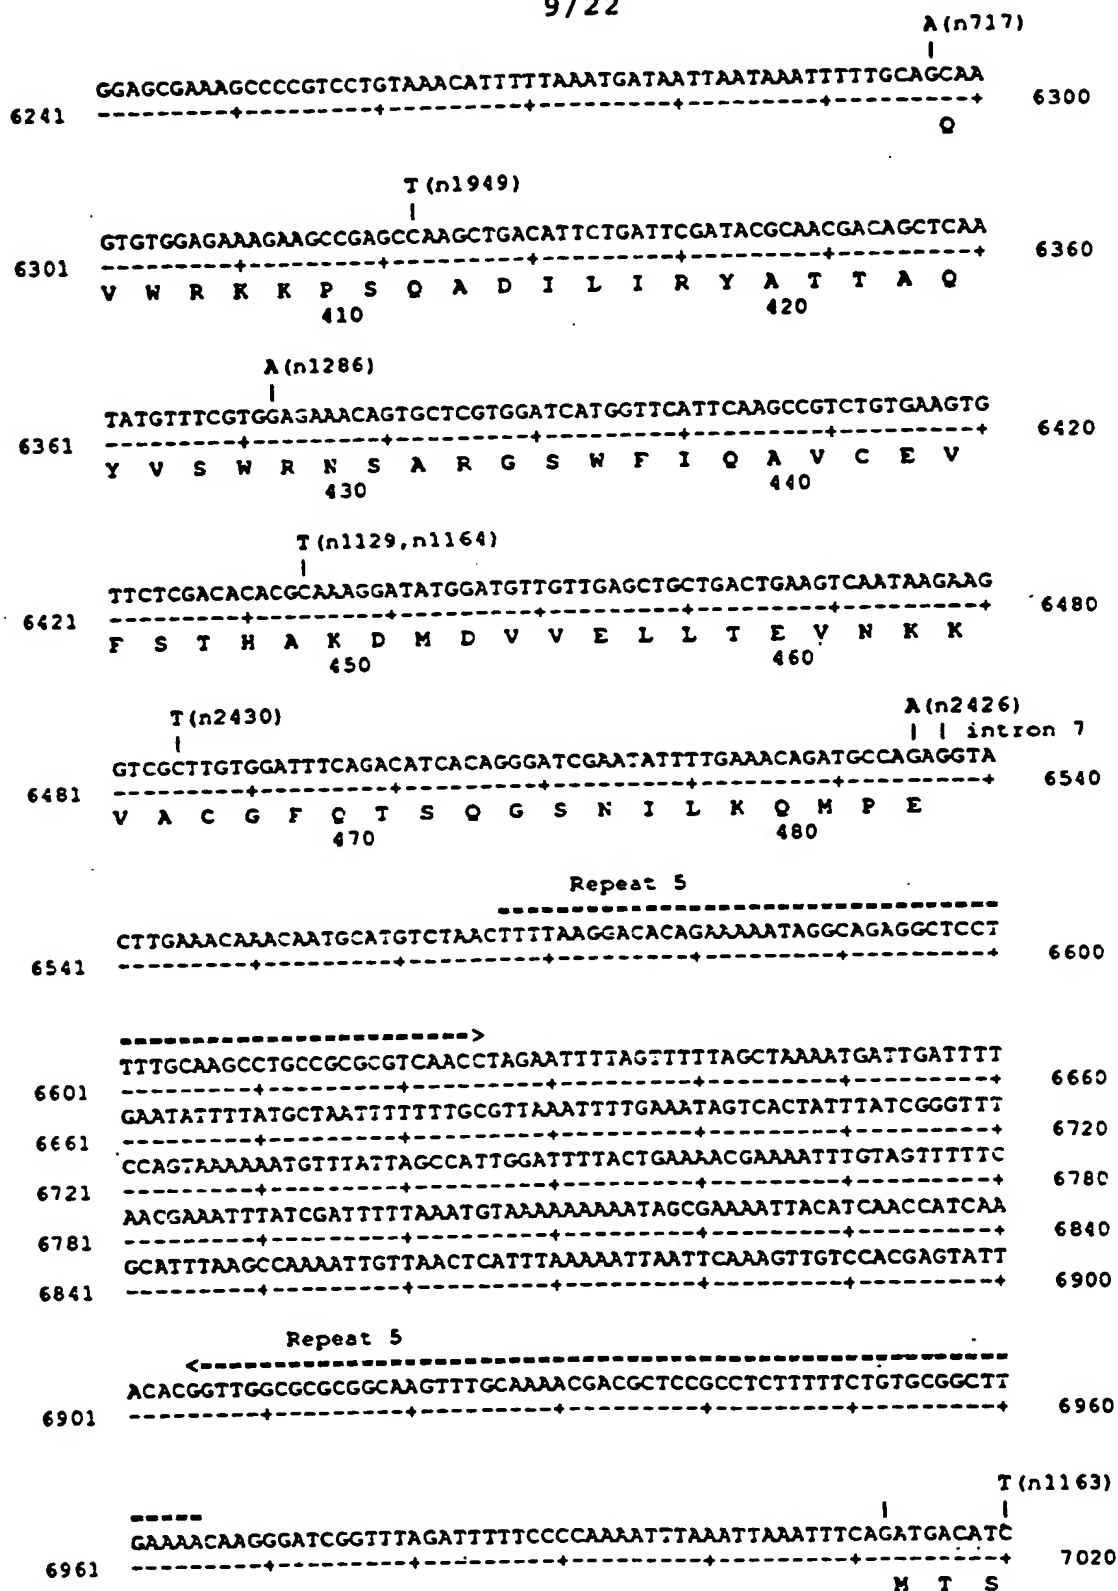 9/22
A(n717)
GGAGCGAAAGCCCCCGTCCTGTAAACATTTTTAAATGATAATTAATAAATTTTTGCAGCAA
6241 ---------+---------+---------+---------+---------+---------+ 6300
Q
T(n1949)
GTGTGGAGAAAGAAGCCGAGCCAAGCTGACATTCTGATTCGATACGCAACGACAGCTCAA
6301 ---------+---------+---------+---------+---------+---------+ 6360
V W R K K P S Q A D I L I R Y A T T A Q
410 420
A(n1286)
TATGTTTCGTGGAGAAACAGTGCTCGTGGATCATGGTTCATTCAAGCCGTCTGTGAAGTG
6361 ---------+---------+---------+---------+---------+---------+ 6420
Y V S W R N S A R G S W F I Q A V C E V
430 440
T(n1129,n1164)
TTCTCGACACACGCAAAGGATATGGATGTTGTTGAGCTGCTGACTGAAGTCAATAAGAAG
6421 ---------+---------+---------+---------+---------+---------+ 6480
F S T H A K D M D V V E L L T E V N K K
450 460
T(n2430) A(n2426)
intron 7
GTCGCTTGTGGATTTCAGACATCACAGGGATCGAATATTTTGAAACAGATGCCAGAGGTA
6481 ---------+---------+---------+---------+---------+---------+ 6540
V A C G F Q T S Q G S N I L K Q M P E
470 480
Repeat 5
CTTGAAACAAACAATGCATGTCTAACTTTTAAGGACACAGAAAAATAGGCAGAGGCTCCT
6541 ---------+---------+---------+---------+---------+---------+ 6600
TTTGCAAGCCTGCCGCGCGTCAACCTAGAATTTTAGTTTTTAGCTAAAATGATTGATTTT
6601 ---------+---------+---------+---------+---------+---------+ 6660
GAATATTTTATGCTAATTTTTTTGCGTTAAATTTTGAAATAGTCACTATTTATCGGGTTT
6661 ---------+---------+---------+---------+---------+---------+ 6720
CCAGTAAAAAATGTTTATTAGCCATTGGATTTTACTGAAAACGAAAATTTGTAGTTTTTC
6721 ---------+---------+---------+---------+---------+---------+ 6780
AACGAAATTTATCGATTTTTAAATGTAAAAAAAAATAGCGAAAATTACATCAACCATCAA
6781 ---------+---------+---------+---------+---------+---------+ 6840
GCATTTAAGCCAAAATTGTTAACTCATTTAAAAATTAATTCAAAGTTGTCCACGAGTATT
6841 ---------+---------+---------+---------+---------+---------+ 6900
Repeat 5
ACACGGTTGGCGCGCGGCAAGTTTGCAAAACGACGCTCCGCCTCTTTTTCTGTGCGGCTT
6901 ---------+---------+---------+---------+---------+---------+ 6960
T(n1163)
GAAAACAAGGGATCGGTTTAGATTTTTCCCCAAAATTTAAATTAAATTTCAGATGACATC
6961 ---------+---------+---------+---------+---------+---------+ 7020
M T S